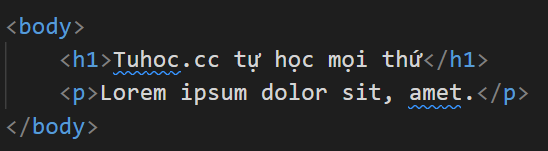 <body>
<h1>Tuhoc.cc tự học mọi thứ</h1>
<p>Lorem ipsum dolor sit, amet.</p>
</body>